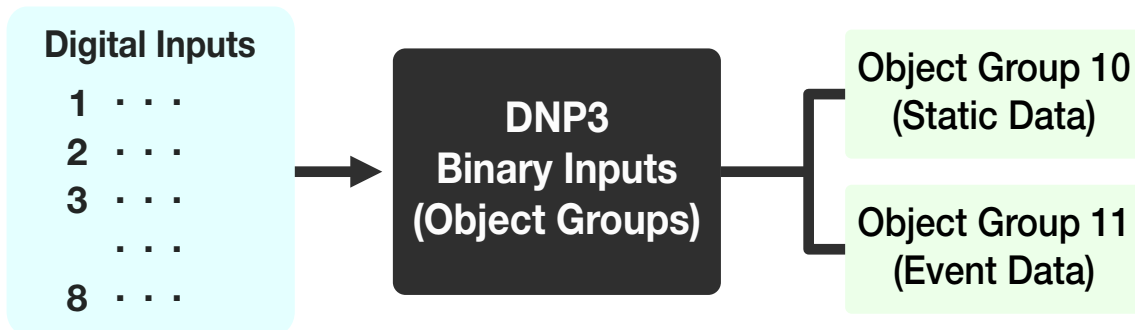 Digital Inputs
1 · · ·
2 · · ·
3 · · ·
· · ·
8 · · ·
DNP3
Binary Inputs
(Object Groups)
Object Group 10
(Static Data)
Object Group 11
(Event Data)